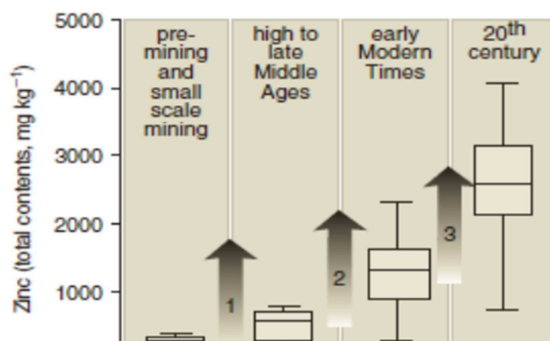 5000
4000
3000
2000
1000
Zinc (total contents, mg kg⁻¹)
pre-
mining
and
small
scale
mining
high to
late
Middle
Ages
early
Modern
Times
20th
century
1
2
3